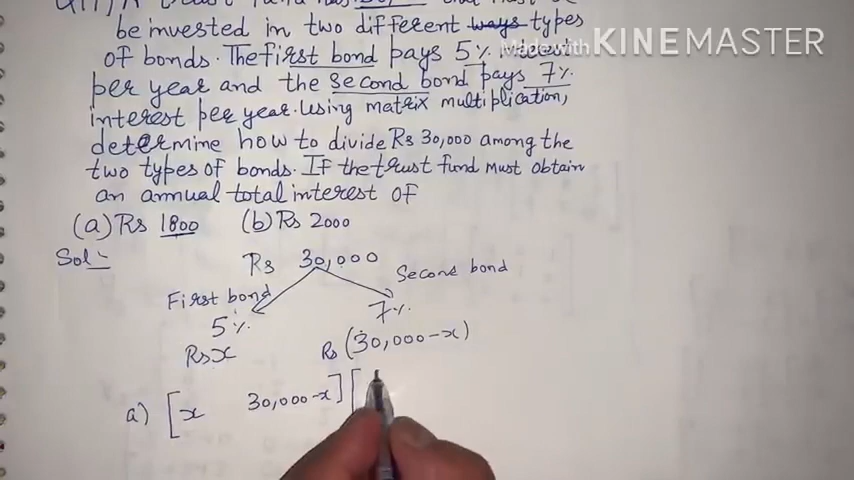 be invested in two different ways types
of bonds. The first bond pays 5%
Made with KINEMASTER
per year and the second bond pays 7%
interest per year. Using matrix multiplication,
determine how to divide Rs 30,000 among the
two types of bonds. If the trust fund must obtain
an annual total interest of
(a) Rs 1800 (b) Rs 2000
Sol:-
Rs 30,000
First bond Second bond
5% 7%
Rs x Rs (30,000-x)
a) [x 30,000-x] [